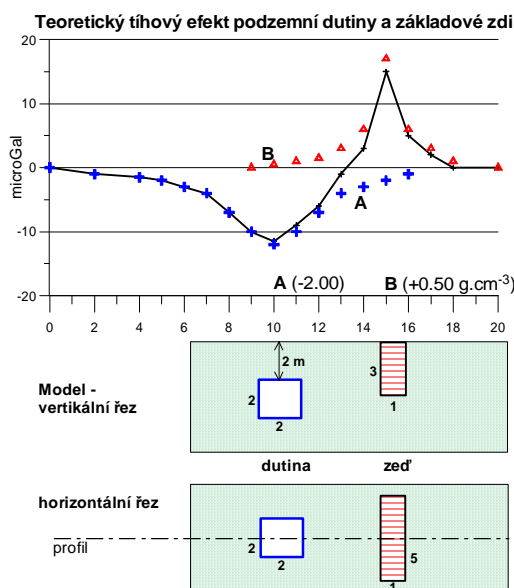 Teoretický tíhový efekt podzemní dutiny a základové zdi
20
10
0
-10
-20
microGal
B
A
A (-2.00) B (+0.50 g.cm-3)
0 2 4 6 8 10 12 14 16 18 20
2 m
Model -
vertikální řez
2
2
3
1
dutina zeď
horizontální řez
profil
2
2
5
1